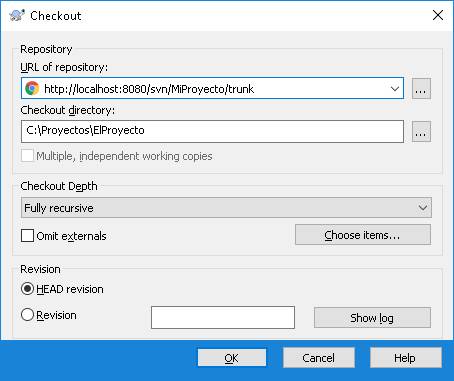 Checkout
Repository
URL of repository:
http://localhost:8080/svn/MiProyecto/trunk
...
Checkout directory:
C:\Proyectos\ElProyecto
...
Multiple, independent working copies
Checkout Depth
Fully recursive
Omit externals
Choose items...
Revision
HEAD revision
Revision
Show log
OK
Cancel
Help